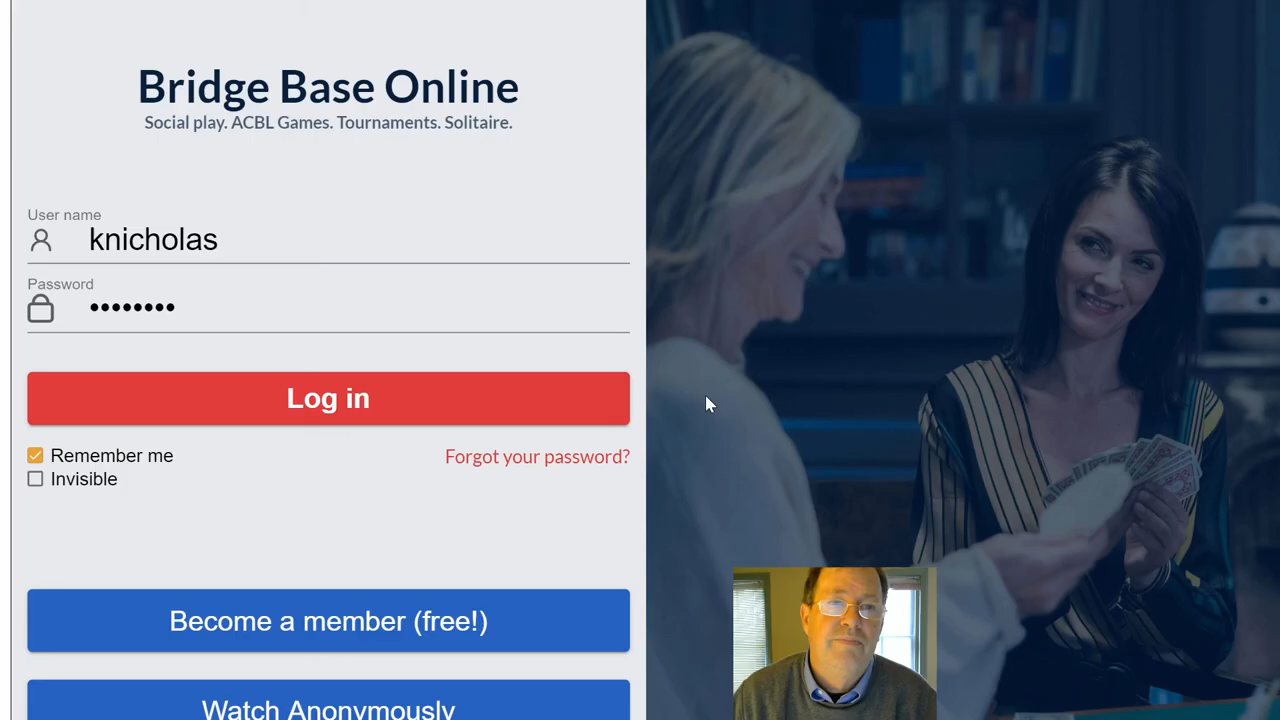 Bridge Base Online
Social play. ACBL Games. Tournaments. Solitaire.
User name
knicholas
Password
••••••••
Log in
Remember me
Forgot your password?
Invisible
Become a member (free!)
Watch Anonymously